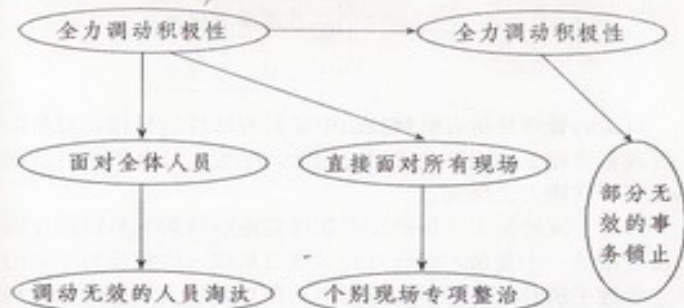 全力调动积极性
全力调动积极性
面对全体人员
直接面对所有现场
部分无
效的事
务锁止
调动无效的人员淘汰
个别现场专项整治